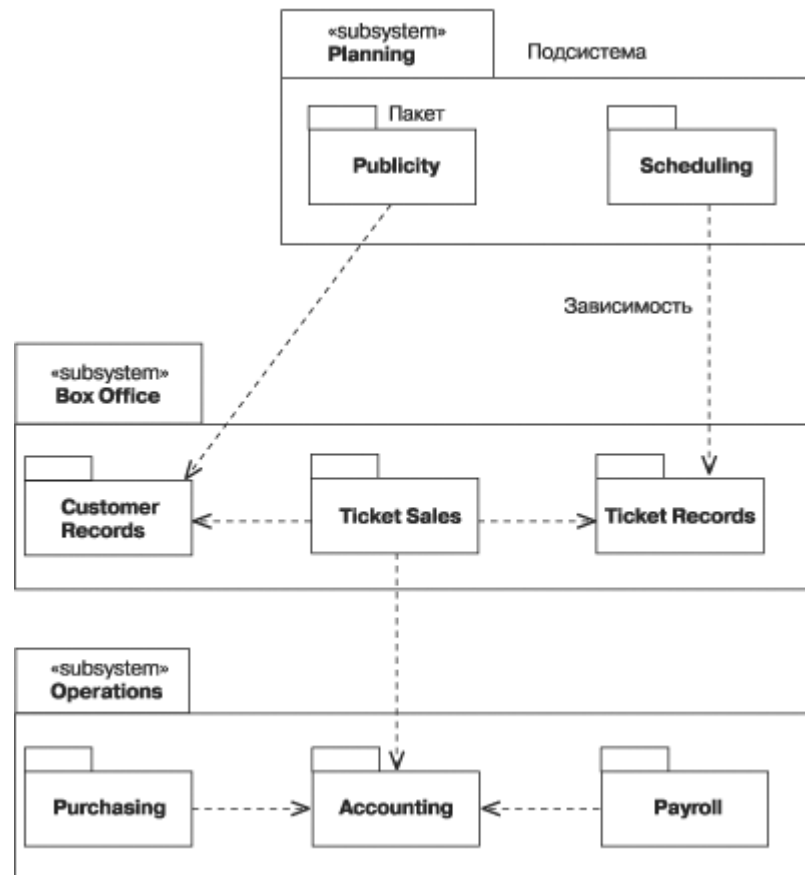 «subsystem»
Planning
Подсистема
Пакет
Publicity
Scheduling
Зависимость
«subsystem»
Box Office
Customer
Records
Ticket Sales
Ticket Records
«subsystem»
Operations
Purchasing
Accounting
Payroll